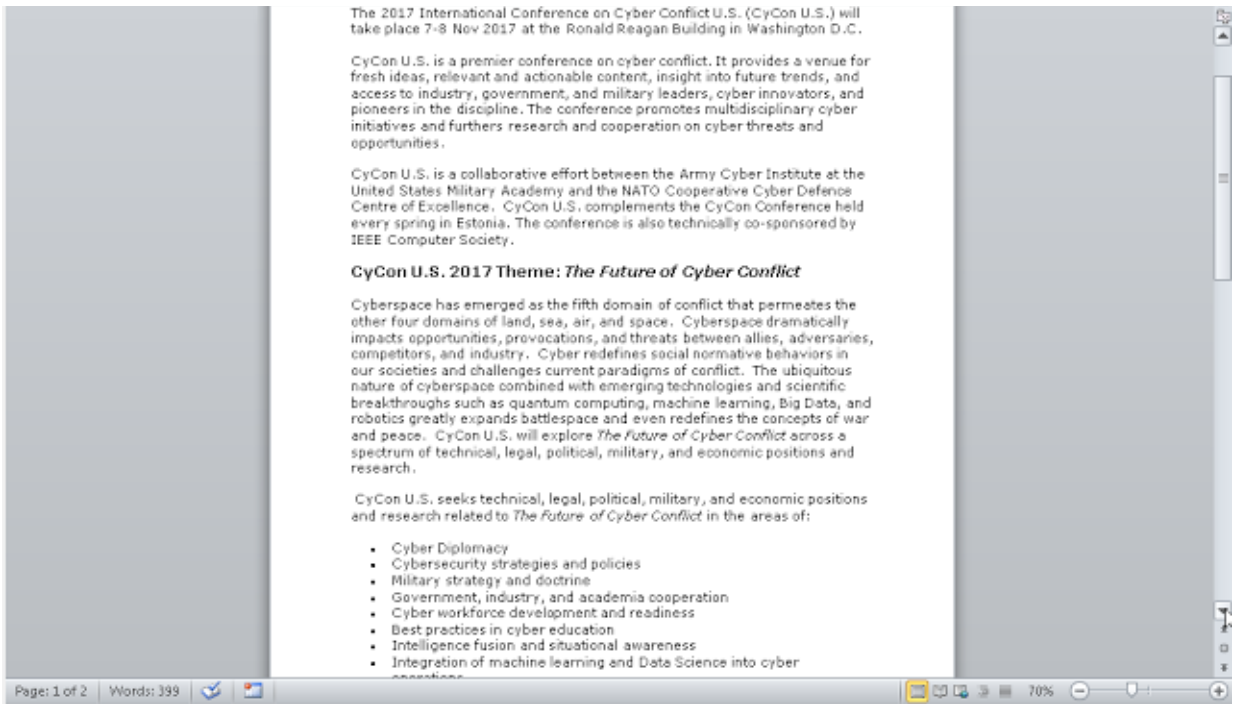 The 2017 International Conference on Cyber Conflict U.S. (CyCon U.S.) will
take place 7-8 Nov 2017 at the Ronald Reagan Building in Washington D.C.
CyCon U.S. is a premier conference on cyber conflict. It provides a venue for
fresh ideas, relevant and actionable content, insight into future trends, and
access to industry, government, and military leaders, cyber innovators, and
pioneers in the discipline. The conference promotes multidisciplinary cyber
initiatives and furthers research and cooperation on cyber threats and
opportunities.
CyCon U.S. is a collaborative effort between the Army Cyber Institute at the
United States Military Academy and the NATO Cooperative Cyber Defence
Centre of Excellence.  CyCon U.S. complements the CyCon Conference held
every spring in Estonia. The conference is also technically co-sponsored by
IEEE Computer Society.
CyCon U.S. 2017 Theme: The Future of Cyber Conflict
Cyberspace has emerged as the fifth domain of conflict that permeates the
other four domains of land, sea, air, and space.  Cyberspace dramatically
impacts opportunities, provocations, and threats between allies, adversaries,
competitors, and industry.  Cyber redefines social normative behaviors in
our societies and challenges current paradigms of conflict.  The ubiquitous
nature of cyberspace combined with emerging technologies and scientific
breakthroughs such as quantum computing, machine learning, Big Data, and
robotics greatly expands battlespace and even redefines the concepts of war
and peace.  CyCon U.S. will explore The Future of Cyber Conflict across a
spectrum of technical, legal, political, military, and economic positions and
research.
CyCon U.S. seeks technical, legal, political, military, and economic positions
and research related to The Future of Cyber Conflict in the areas of:
• Cyber Diplomacy
• Cybersecurity strategies and policies
• Military strategy and doctrine
• Government, industry, and academia cooperation
• Cyber workforce development and readiness
• Best practices in cyber education
• Intelligence fusion and situational awareness
• Integration of machine learning and Data Science into cyber
operations
Page: 1 of 2 Words: 399 70%